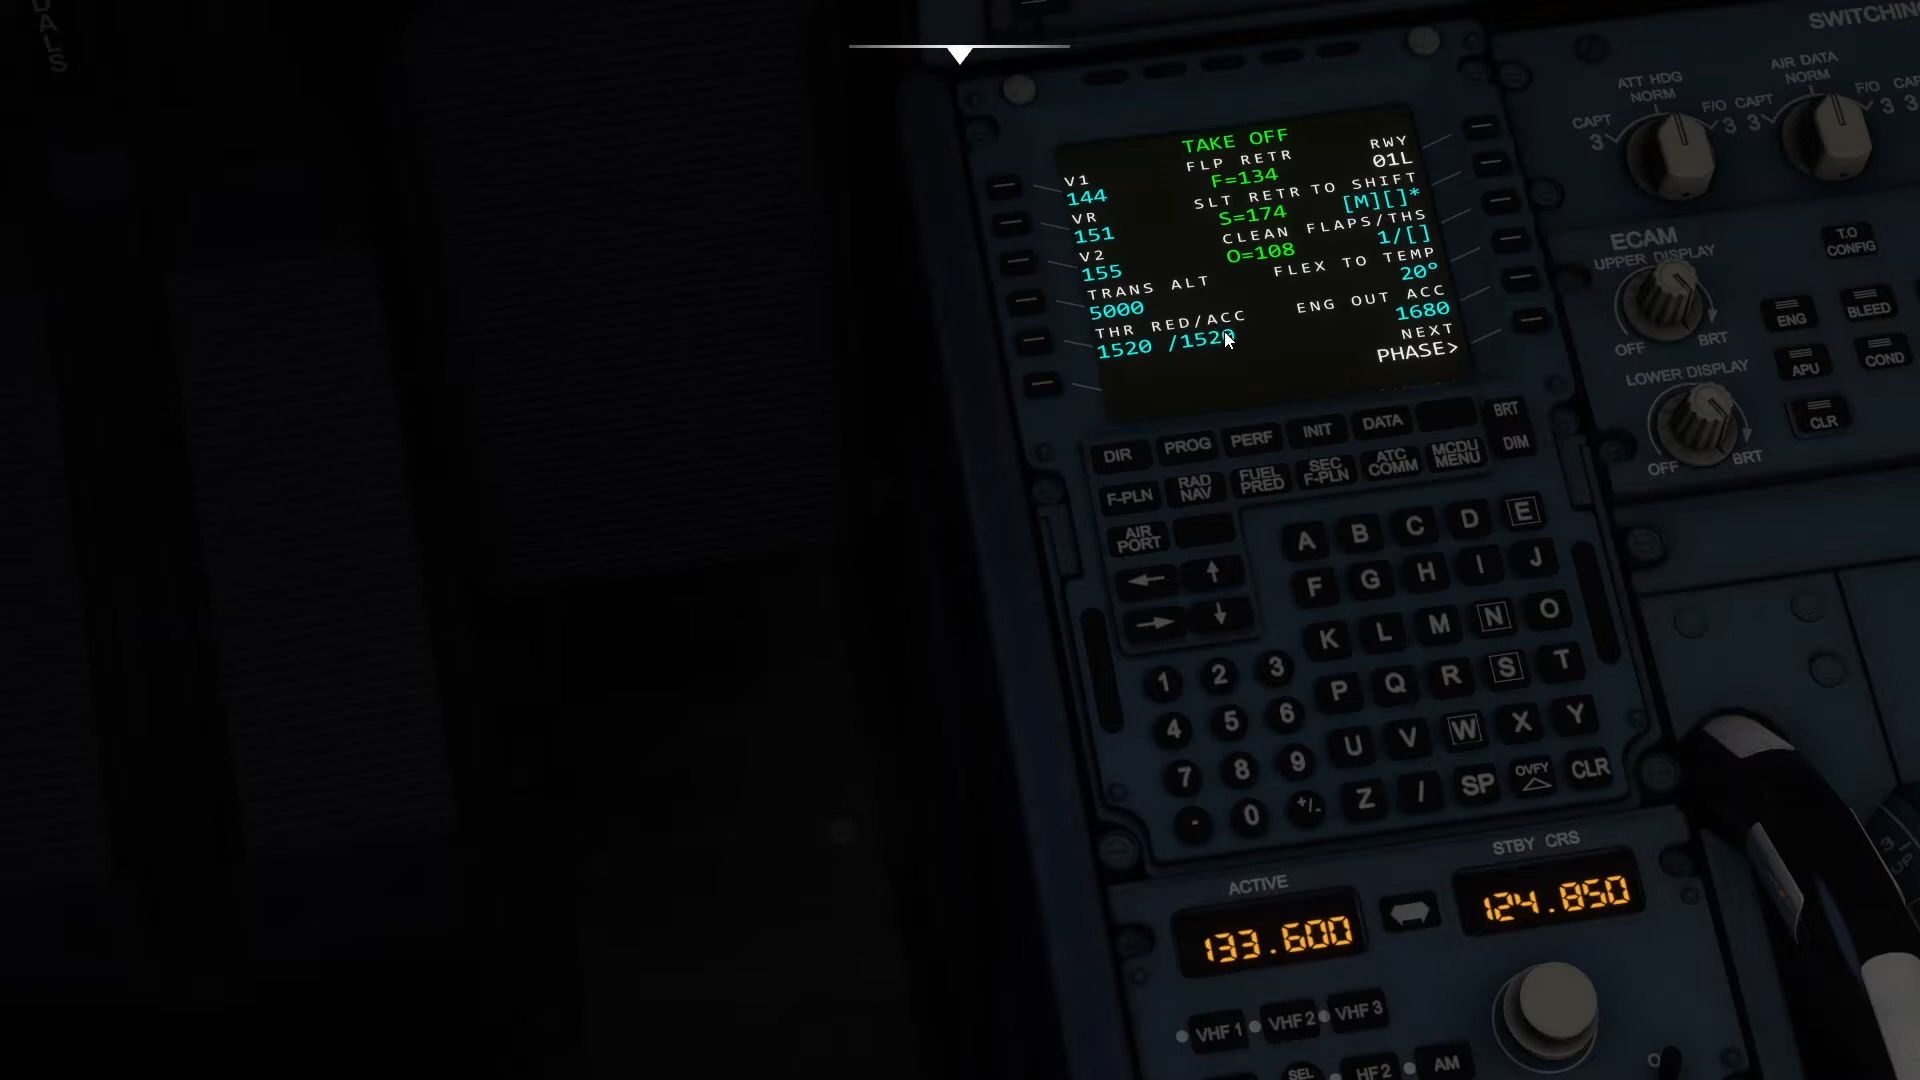 DALS
SWITCHING
ATT HDG
NORM
CAPT
3
F/O
3
AIR DATA
NORM
CAPT
3
F/O
3
TAKE OFF
RWY
FLP RETR
01L
V1
F=134
144
SLT RETR TO SHIFT
VR
S=174
[M][]*
151
CLEAN FLAPS/THS
V2
O=108
1/[]
155
FLEX TO TEMP
TRANS ALT
20°
5000
ENG OUT ACC
THR RED/ACC
1680
1520 /1520
NEXT
PHASE>
ECAM
UPPER DISPLAY
OFF
BRT
T.O
CONFIG
ENG
BLEED
APU
COND
LOWER DISPLAY
OFF
BRT
CLR
DIR
PROG
PERF
INIT
DATA
BRT
DIM
F-PLN
RAD
NAV
FUEL
PRED
SEC
F-PLN
ATC
COMM
MCDU
MENU
AIR
PORT
A B C D E
F G H I J
K L M N O
P Q R S T
U V W X Y
Z / SP OVFY CLR
1 2 3
4 5 6
7 8 9
. 0 +/-
ACTIVE
STBY CRS
133.600
124.850
VHF 1
VHF 2
VHF 3
SEL
HF 2
AM
3
UP